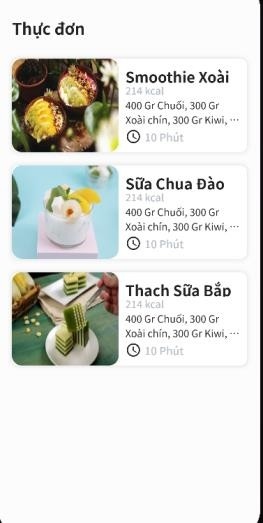 Thực đơn
Smoothie Xoài
214 kcal
400 Gr Chuối, 300 Gr
Xoài chín, 300 Gr Kiwi, ...
10 Phút
Sữa Chua Đào
214 kcal
400 Gr Chuối, 300 Gr
Xoài chín, 300 Gr Kiwi, ...
10 Phút
Thạch Sữa Bắp
214 kcal
400 Gr Chuối, 300 Gr
Xoài chín, 300 Gr Kiwi, ...
10 Phút